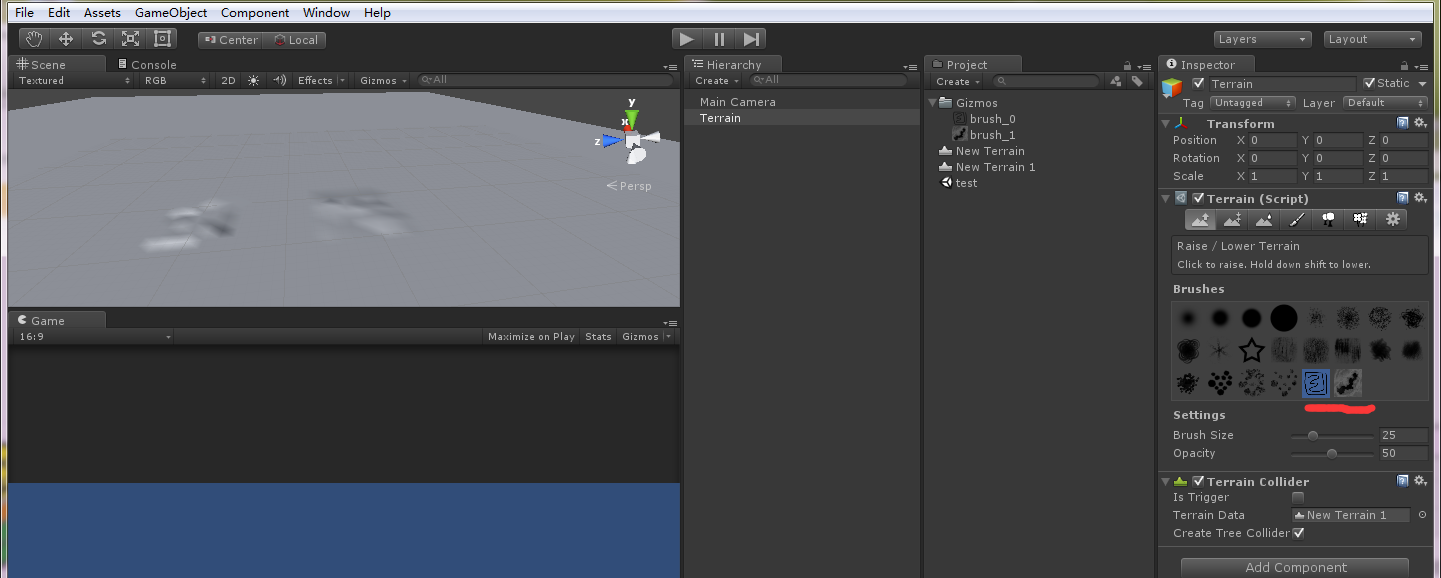 File Edit Assets GameObject Component Window Help
Center Local
Layers Layout
Scene Console
Textured RGB 2D Effects Gizmos All
y
x
z
Persp
Game
16:9 Maximize on Play Stats Gizmos
Hierarchy
Create All
Main Camera
Terrain
Project
Create
Gizmos
brush_0
brush_1
New Terrain
New Terrain 1
test
Inspector
Terrain Static
Tag Untagged Layer Default
Transform
Position X 0 Y 0 Z 0
Rotation X 0 Y 0 Z 0
Scale X 1 Y 1 Z 1
Terrain (Script)
Raise / Lower Terrain
Click to raise. Hold down shift to lower.
Brushes
Settings
Brush Size 25
Opacity 50
Terrain Collider
Is Trigger
Terrain Data New Terrain 1
Create Tree Collider
Add Component